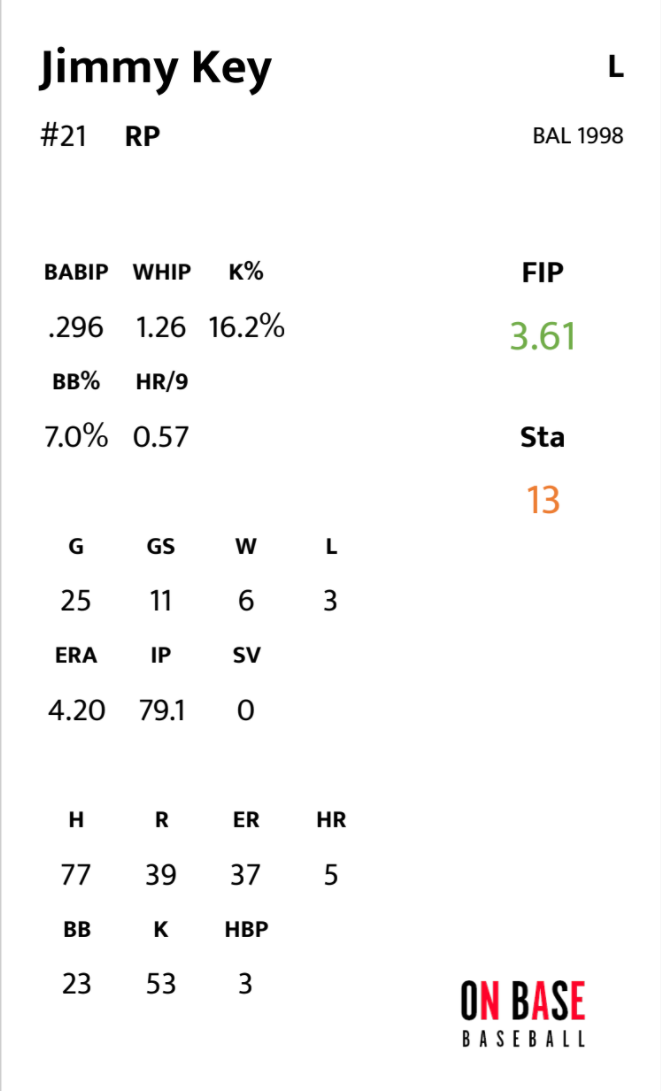 Jimmy Key L
#21 RP BAL 1998
BABIP WHIP K% FIP
.296 1.26 16.2% 3.61
BB% HR/9
7.0% 0.57 Sta
13
G GS W L
25 11 6 3
ERA IP SV
4.20 79.1 0
H R ER HR
77 39 37 5
BB K HBP
23 53 3
ON BASE
BASEBALL